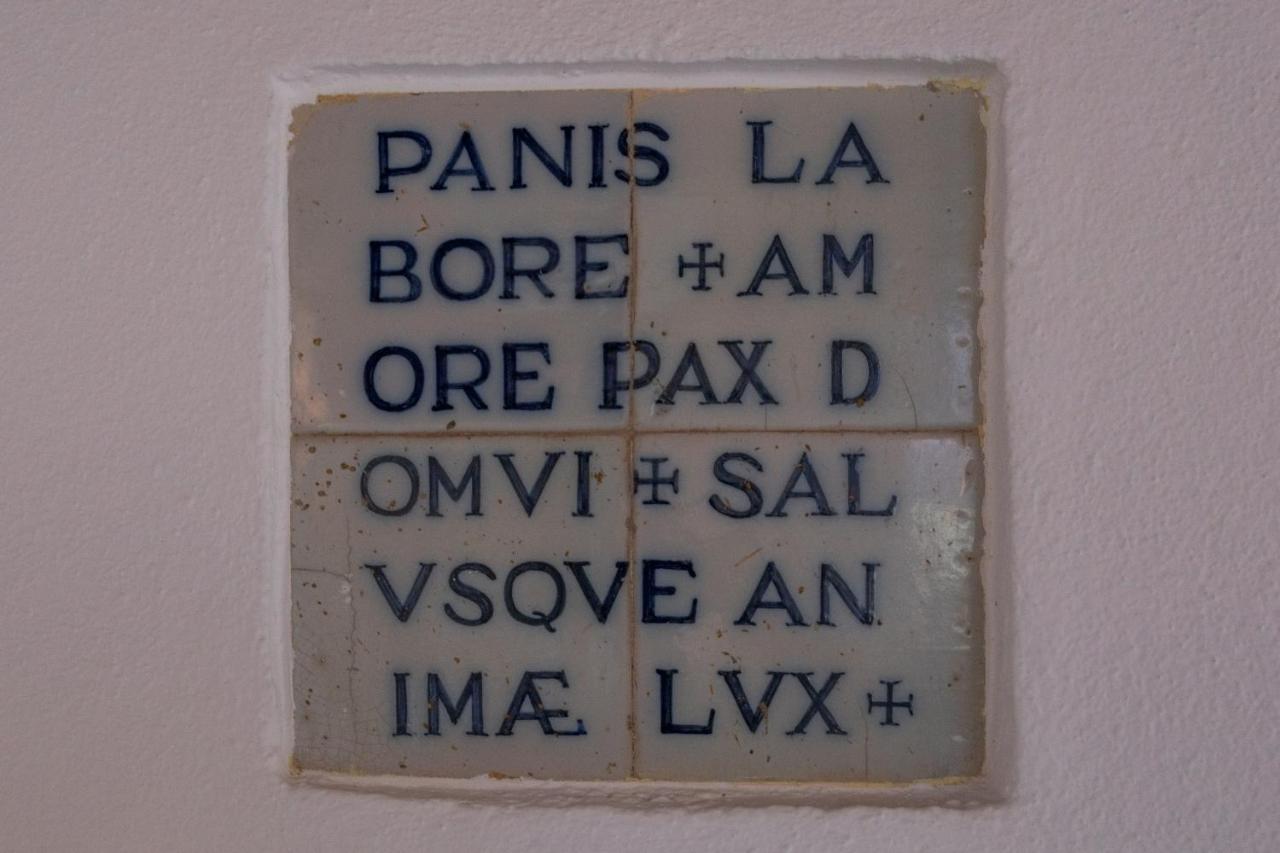 PANIS LA
BORE ✠ AM
ORE PAX D
OMVI ✠ SAL
VSQVE AN
IMÆ LVX ✠